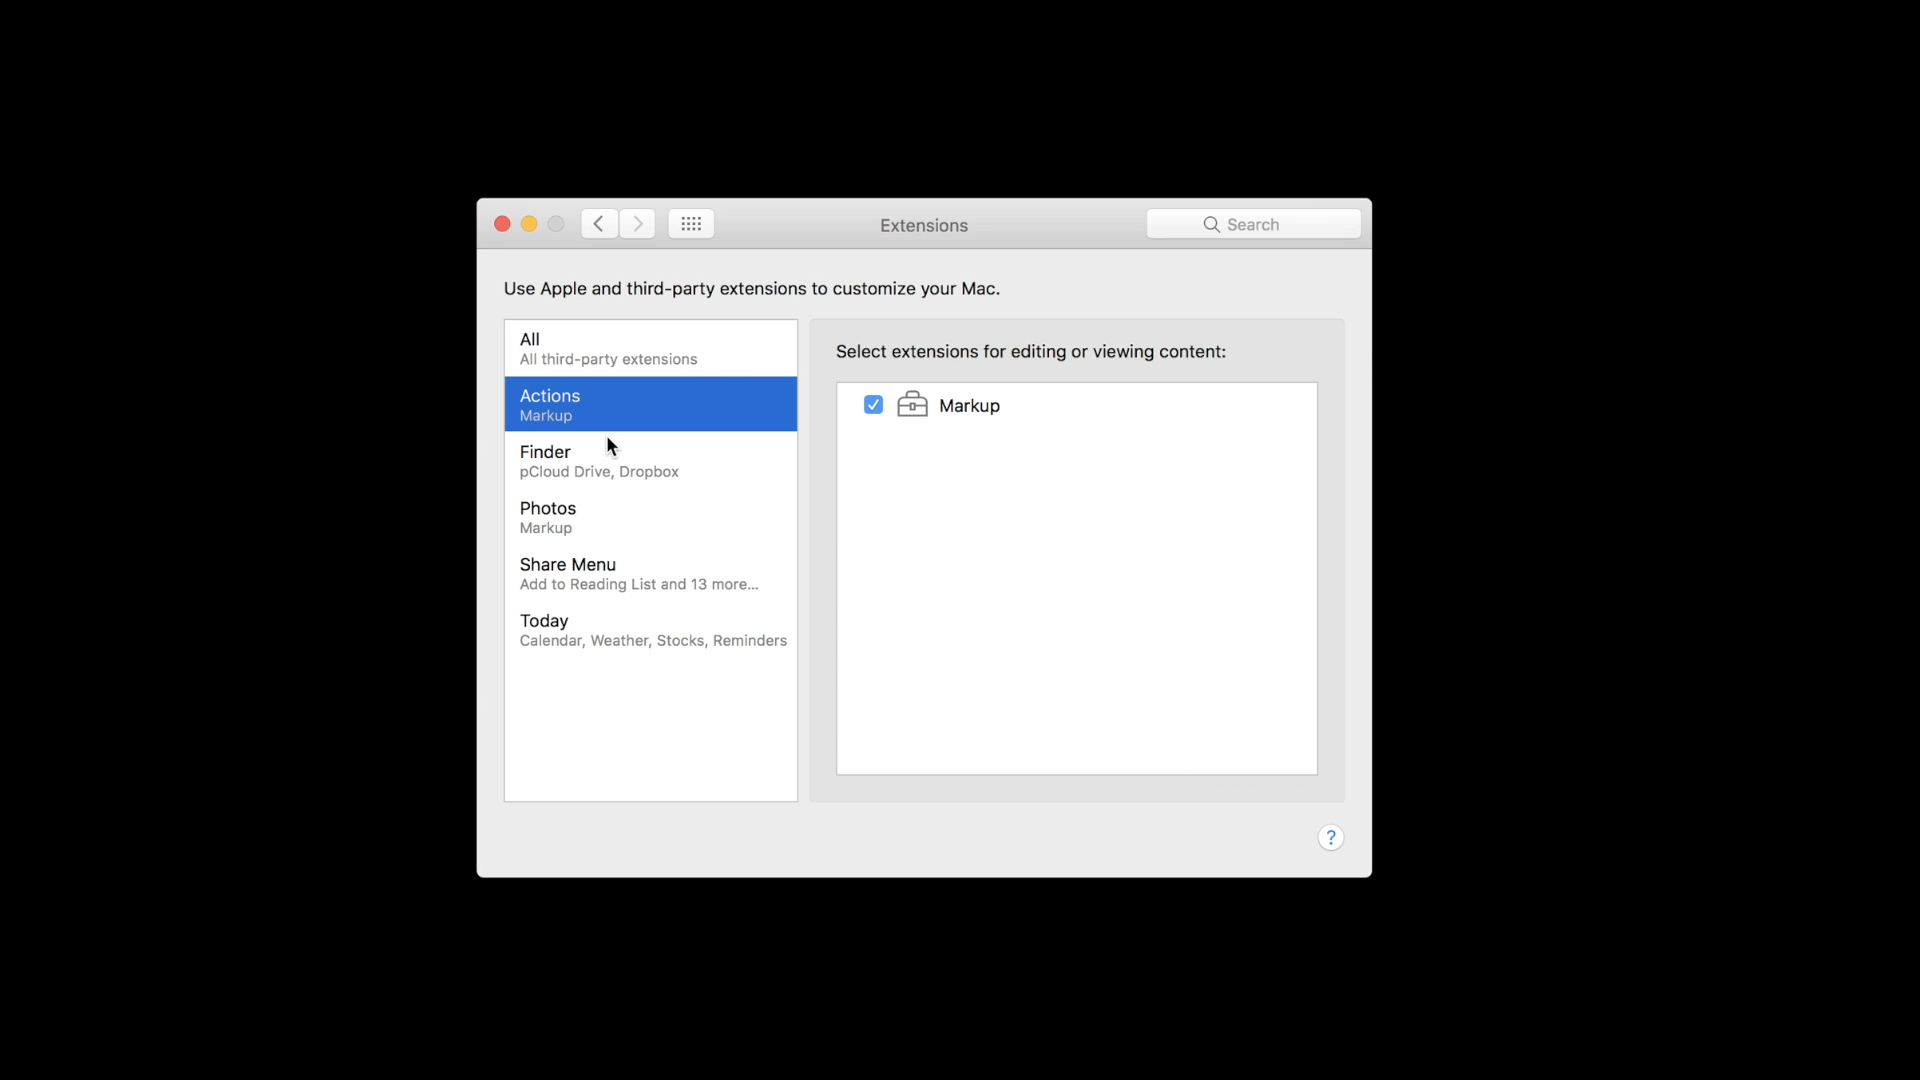 Extensions
Search
Use Apple and third-party extensions to customize your Mac.
All
All third-party extensions
Actions
Markup
Finder
pCloud Drive, Dropbox
Photos
Markup
Share Menu
Add to Reading List and 13 more...
Today
Calendar, Weather, Stocks, Reminders
Select extensions for editing or viewing content:
Markup
?